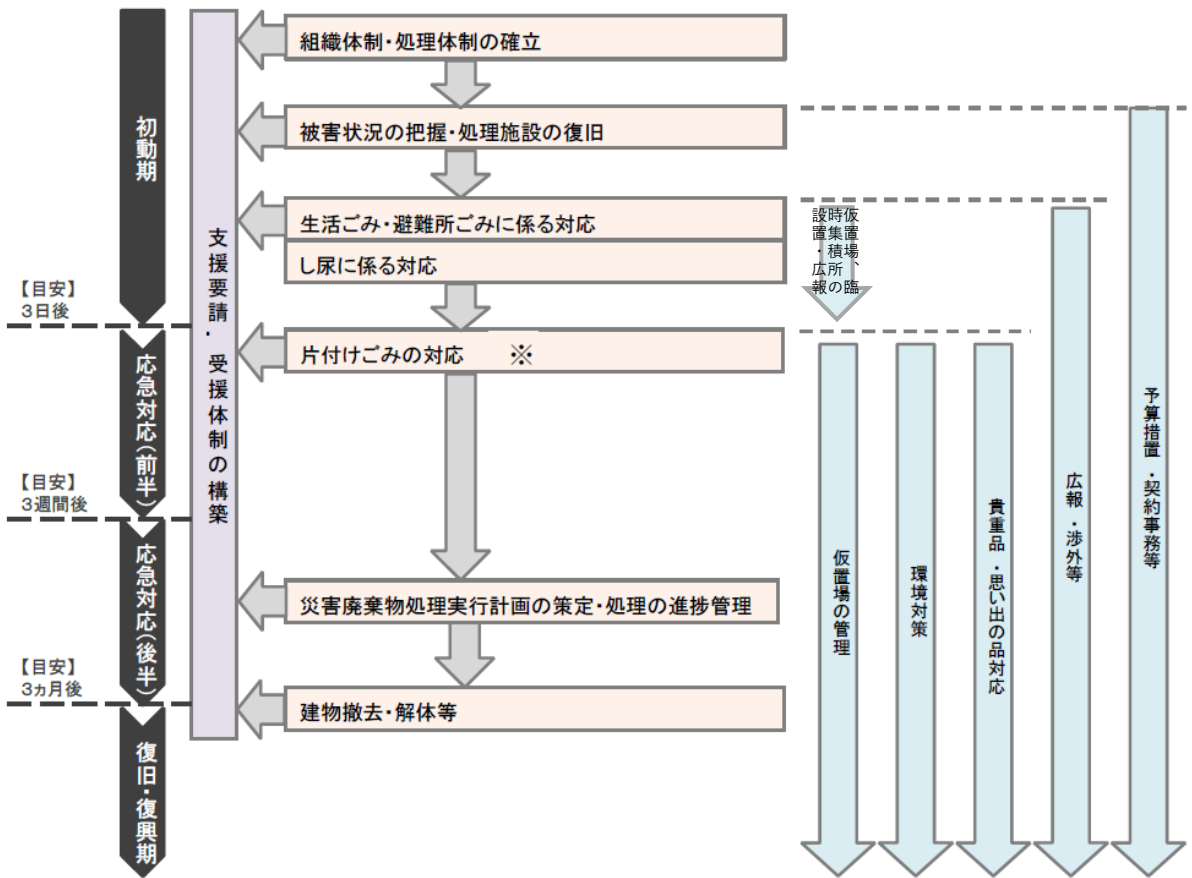 初動期
【目安】
3日後
応急対応(前半)
【目安】
3週間後
応急対応(後半)
【目安】
3ヵ月後
復旧・復興期
支援要請・受援体制の構築
組織体制・処理体制の確立
被害状況の把握・処理施設の復旧
生活ごみ・避難所ごみに係る対応
し尿に係る対応
片付けごみの対応　※
災害廃棄物処理実行計画の策定・処理の進捗管理
建物撤去・解体等
仮置場、臨
時集積所の
設置・広報
仮置場の管理
環境対策
貴重品・思い出の品対応
広報・渉外等
予算措置・契約事務等